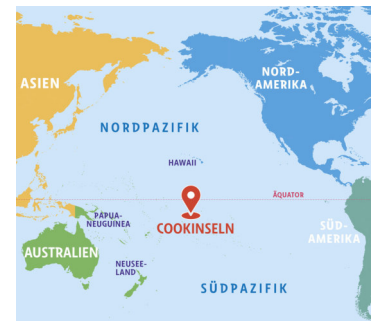 ASIEN
NORD-
AMERIKA
NORDPAZIFIK
HAWAII
ÄQUATOR
PAPUA-
NEUGUINEA
COOKINSELN
SÜD-
AMERIKA
AUSTRALIEN
NEUSEE-
LAND
SÜDPAZIFIK